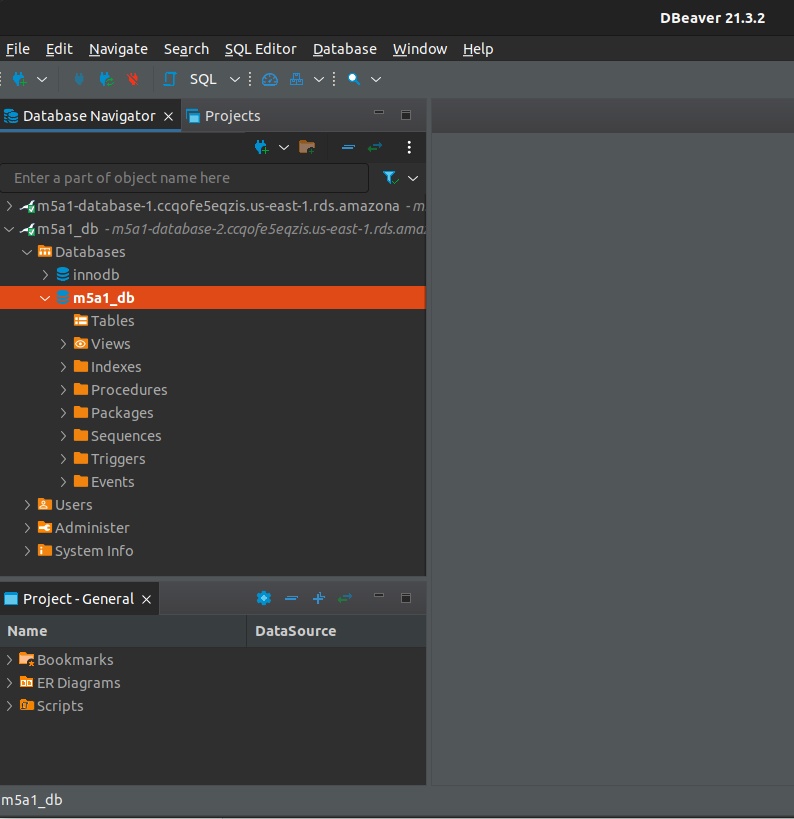 DBeaver 21.3.2
File Edit Navigate Search SQL Editor Database Window Help
SQL
Database Navigator Projects
Enter a part of object name here
m5a1-database-1.ccqofe5eqzis.us-east-1.rds.amazona - m
m5a1_db - m5a1-database-2.ccqofe5eqzis.us-east-1.rds.ama
Databases
innodb
m5a1_db
Tables
Views
Indexes
Procedures
Packages
Sequences
Triggers
Events
Users
Administer
System Info
Project - General
Name DataSource
Bookmarks
ER Diagrams
Scripts
m5a1_db